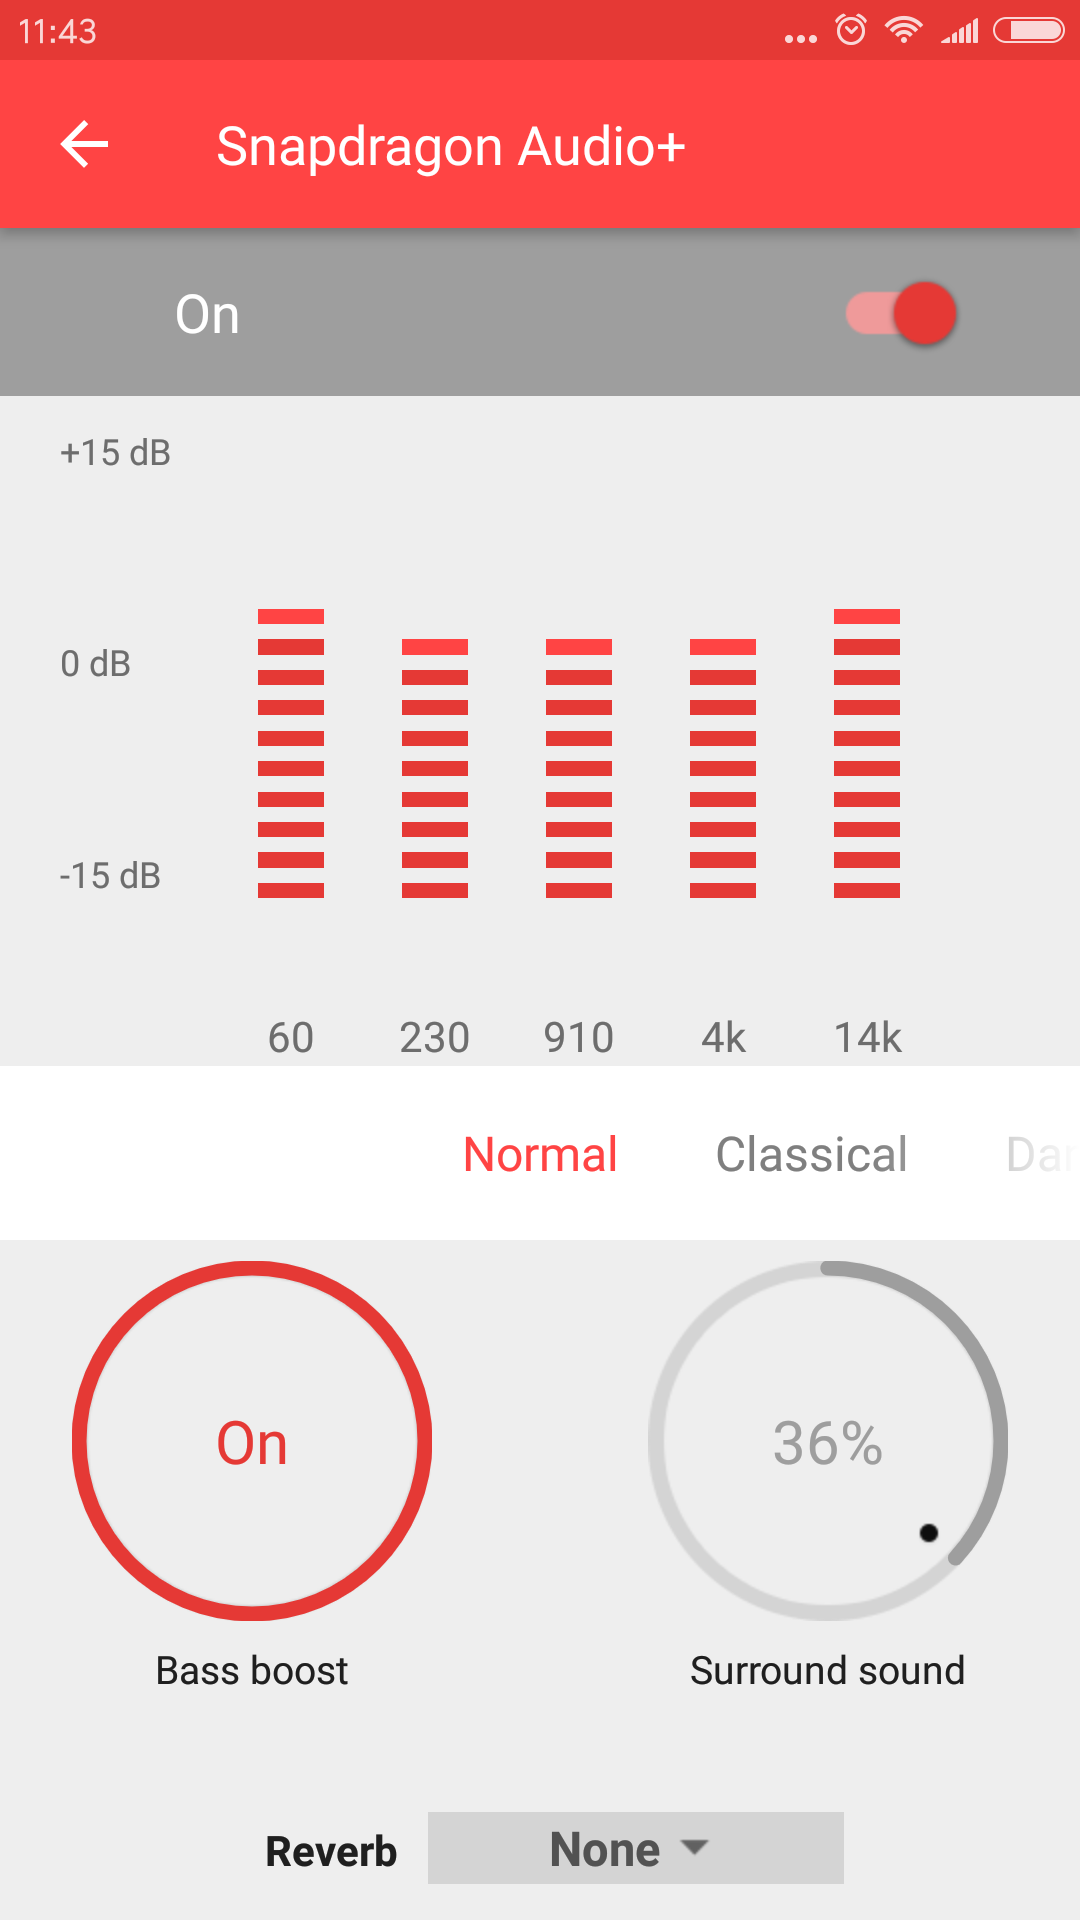 11:43
Snapdragon Audio+
On
+15 dB
0 dB
-15 dB
60 230 910 4k 14k
Normal Classical Da
On 36%
Bass boost Surround sound
Reverb None